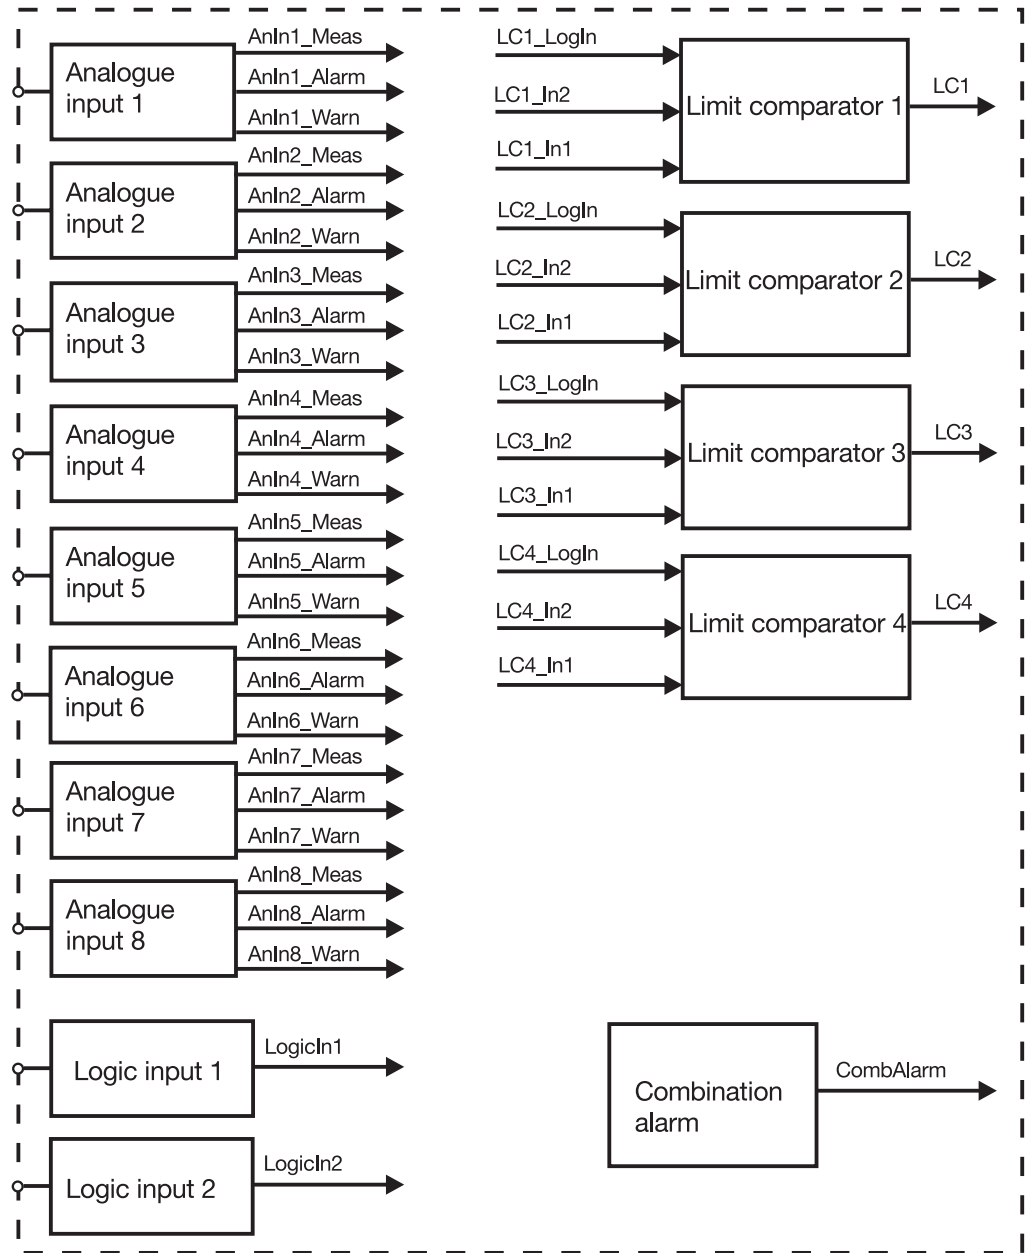 AnIn1_Meas
Analogue
input 1
AnIn1_Alarm
AnIn1_Warn
AnIn2_Meas
Analogue
input 2
AnIn2_Alarm
AnIn2_Warn
AnIn3_Meas
Analogue
input 3
AnIn3_Alarm
AnIn3_Warn
AnIn4_Meas
Analogue
input 4
AnIn4_Alarm
AnIn4_Warn
AnIn5_Meas
Analogue
input 5
AnIn5_Alarm
AnIn5_Warn
AnIn6_Meas
Analogue
input 6
AnIn6_Alarm
AnIn6_Warn
AnIn7_Meas
Analogue
input 7
AnIn7_Alarm
AnIn7_Warn
AnIn8_Meas
Analogue
input 8
AnIn8_Alarm
AnIn8_Warn
Logic input 1
LogicIn1
Logic input 2
LogicIn2
LC1_LogIn
LC1_In2
LC1_In1
Limit comparator 1
LC1
LC2_LogIn
LC2_In2
LC2_In1
Limit comparator 2
LC2
LC3_LogIn
LC3_In2
LC3_In1
Limit comparator 3
LC3
LC4_LogIn
LC4_In2
LC4_In1
Limit comparator 4
LC4
Combination
alarm
CombAlarm